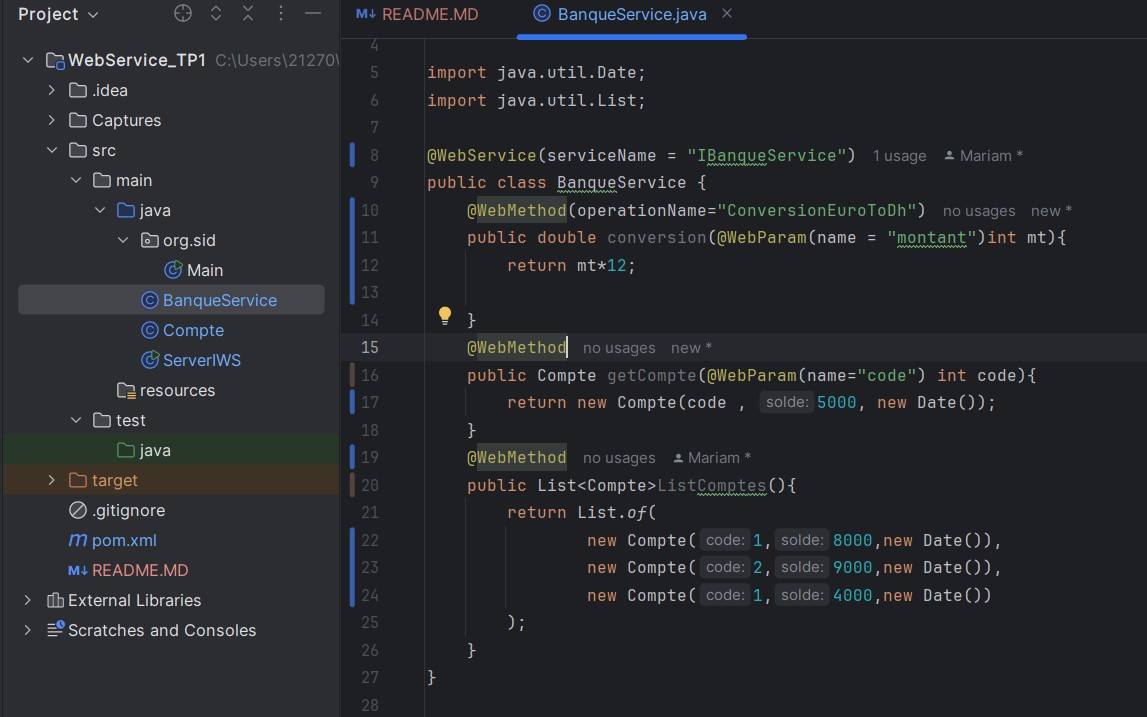 Project
WebService_TP1 C:\Users\21270\
.idea
Captures
src
main
java
org.sid
Main
BanqueService
Compte
ServerIWS
resources
test
java
target
.gitignore
m pom.xml
M↓ README.MD
External Libraries
Scratches and Consoles
M↓ README.MD
BanqueService.java
4
5 import java.util.Date;
6 import java.util.List;
7
8 @WebService(serviceName = "IBanqueService") 1 usage Mariam *
9 public class BanqueService {
10 @WebMethod(operationName="ConversionEuroToDh") no usages new *
11 public double conversion(@WebParam(name = "montant")int mt){
12 return mt*12;
13
14 }
15 @WebMethod no usages new *
16 public Compte getCompte(@WebParam(name="code") int code){
17 return new Compte(code , solde: 5000, new Date());
18 }
19 @WebMethod no usages Mariam *
20 public List<Compte>ListComptes(){
21 return List.of(
22 new Compte( code: 1, solde: 8000,new Date()),
23 new Compte( code: 2, solde: 9000,new Date()),
24 new Compte( code: 1, solde: 4000,new Date())
25 );
26 }
27 }
28